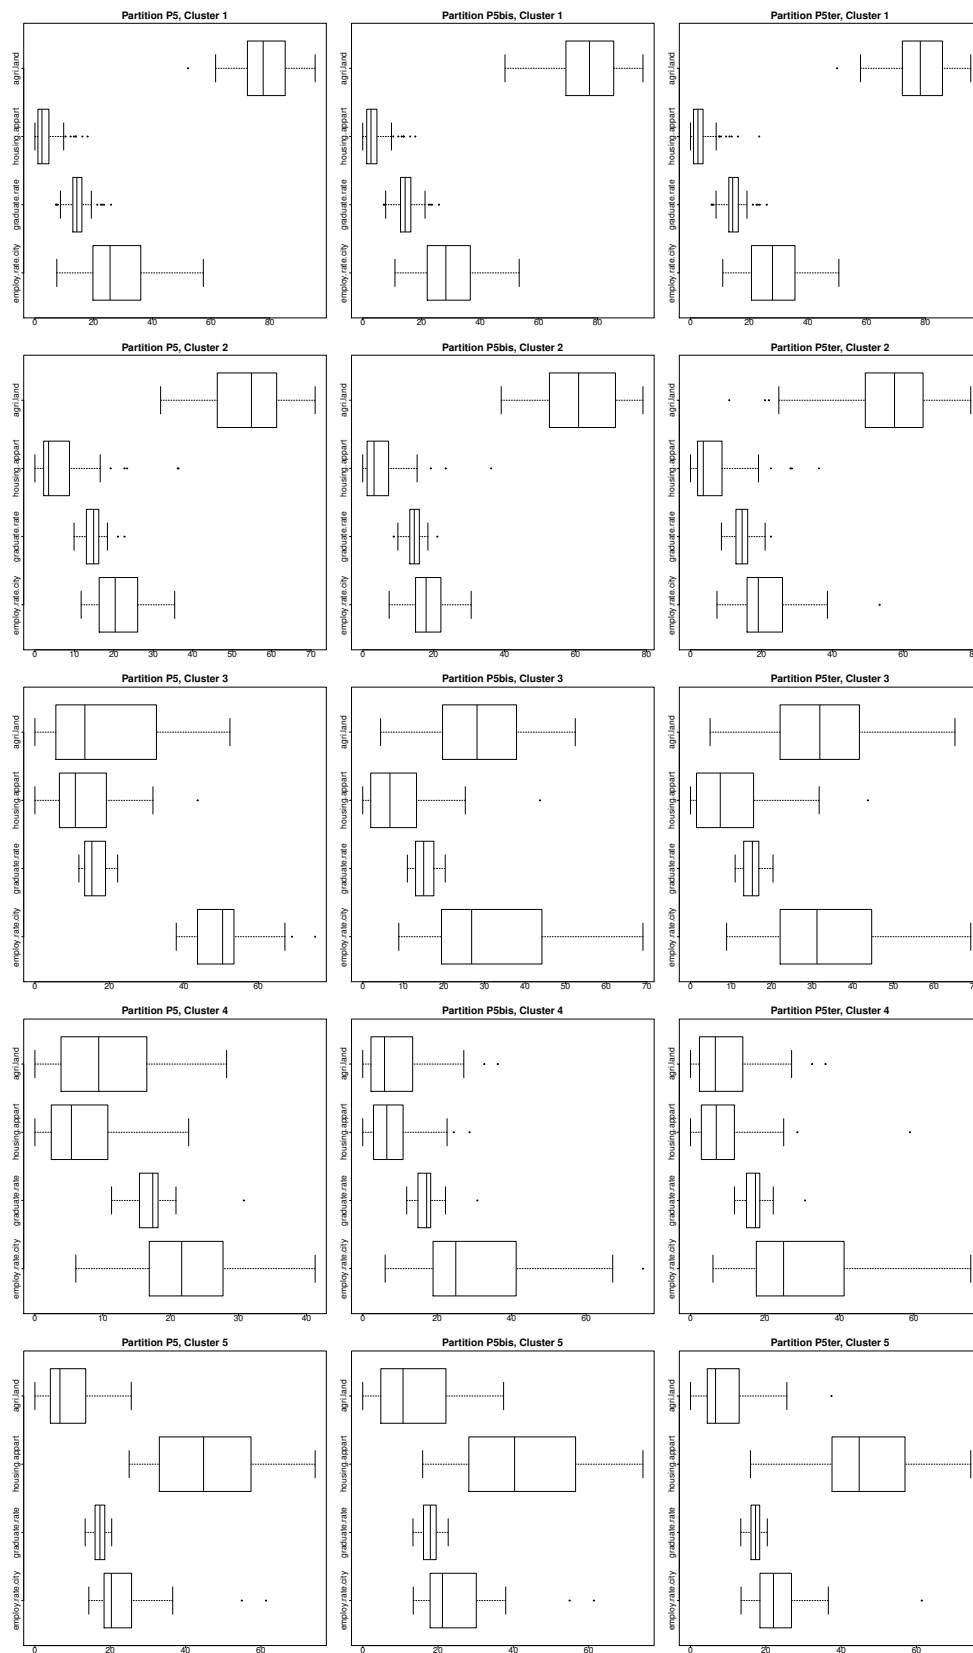 Partition P5, Cluster 1
agri.land
housing.appart
graduate.rate
employ.rate.city
0 20 40 60 80
Partition P5bis, Cluster 1
agri.land
housing.appart
graduate.rate
employ.rate.city
0 20 40 60 80
Partition P5ter, Cluster 1
agri.land
housing.appart
graduate.rate
employ.rate.city
0 20 40 60 80
Partition P5, Cluster 2
agri.land
housing.appart
graduate.rate
employ.rate.city
0 10 20 30 40 50 60 70
Partition P5bis, Cluster 2
agri.land
housing.appart
graduate.rate
employ.rate.city
0 20 40 60 80
Partition P5ter, Cluster 2
agri.land
housing.appart
graduate.rate
employ.rate.city
0 20 40 60
Partition P5, Cluster 3
agri.land
housing.appart
graduate.rate
employ.rate.city
0 20 40 60
Partition P5bis, Cluster 3
agri.land
housing.appart
graduate.rate
employ.rate.city
0 10 20 30 40 50 60 70
Partition P5ter, Cluster 3
agri.land
housing.appart
graduate.rate
employ.rate.city
0 10 20 30 40 50 60
Partition P5, Cluster 4
agri.land
housing.appart
graduate.rate
employ.rate.city
0 10 20 30 40
Partition P5bis, Cluster 4
agri.land
housing.appart
graduate.rate
employ.rate.city
0 20 40 60
Partition P5ter, Cluster 4
agri.land
housing.appart
graduate.rate
employ.rate.city
0 20 40 60
Partition P5, Cluster 5
agri.land
housing.appart
graduate.rate
employ.rate.city
0 20 40 60
Partition P5bis, Cluster 5
agri.land
housing.appart
graduate.rate
employ.rate.city
0 20 40 60
Partition P5ter, Cluster 5
agri.land
housing.appart
graduate.rate
employ.rate.city
0 20 40 60